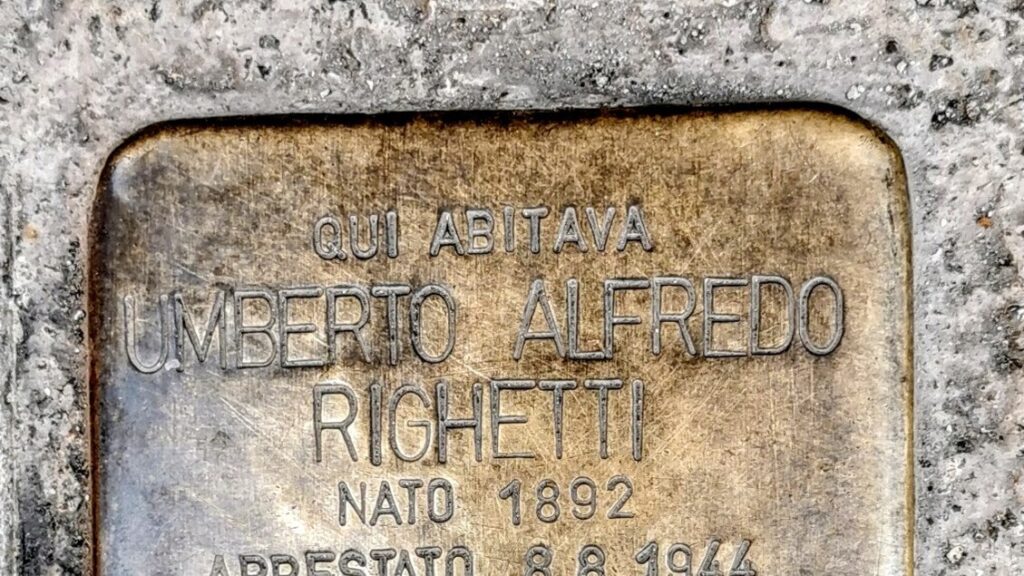 QUI ABITAVA
UMBERTO ALFREDO
RIGHETTI
NATO 1892
ARRESTATO 8.8.1944